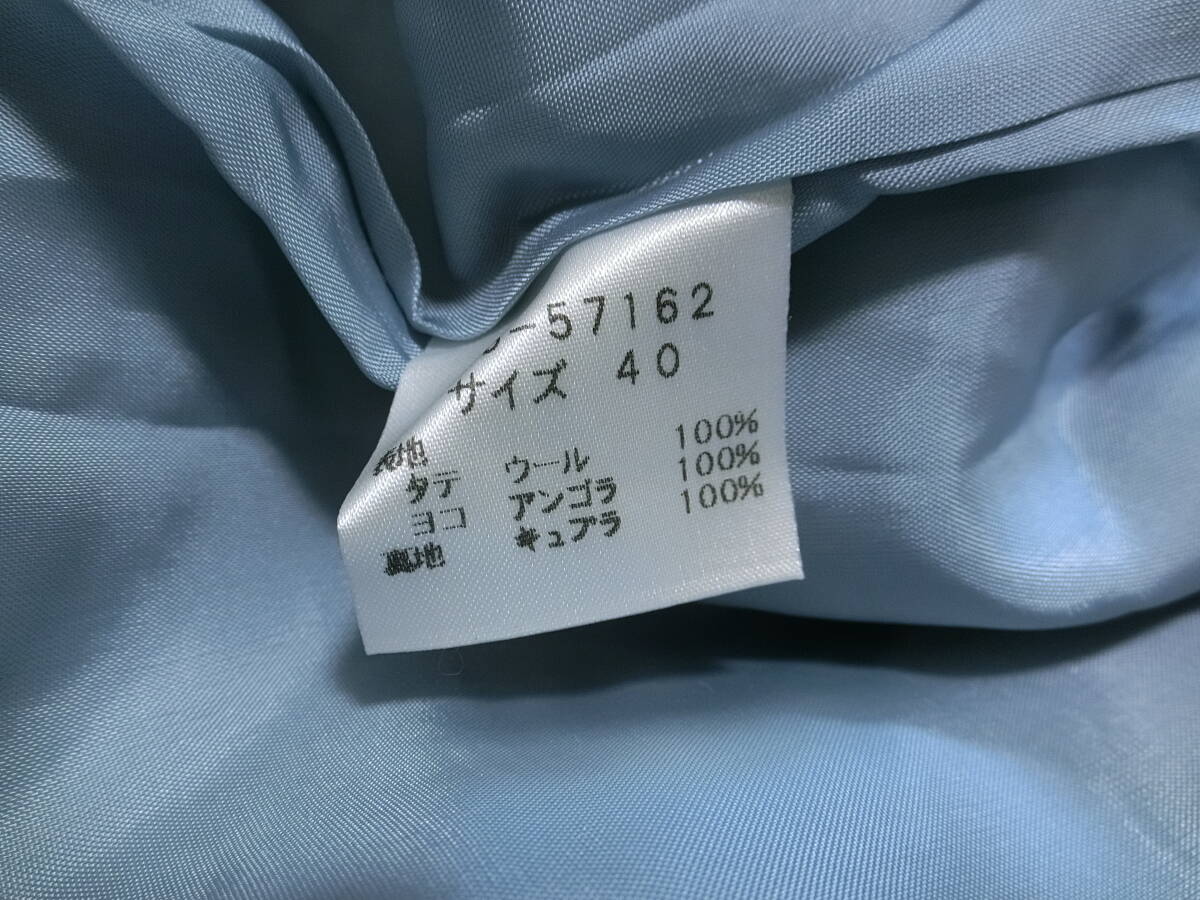 -57162
サイズ 40
表地
タテ ウール 100%
ヨコ アンゴラ 100%
裏地 キュプラ 100%